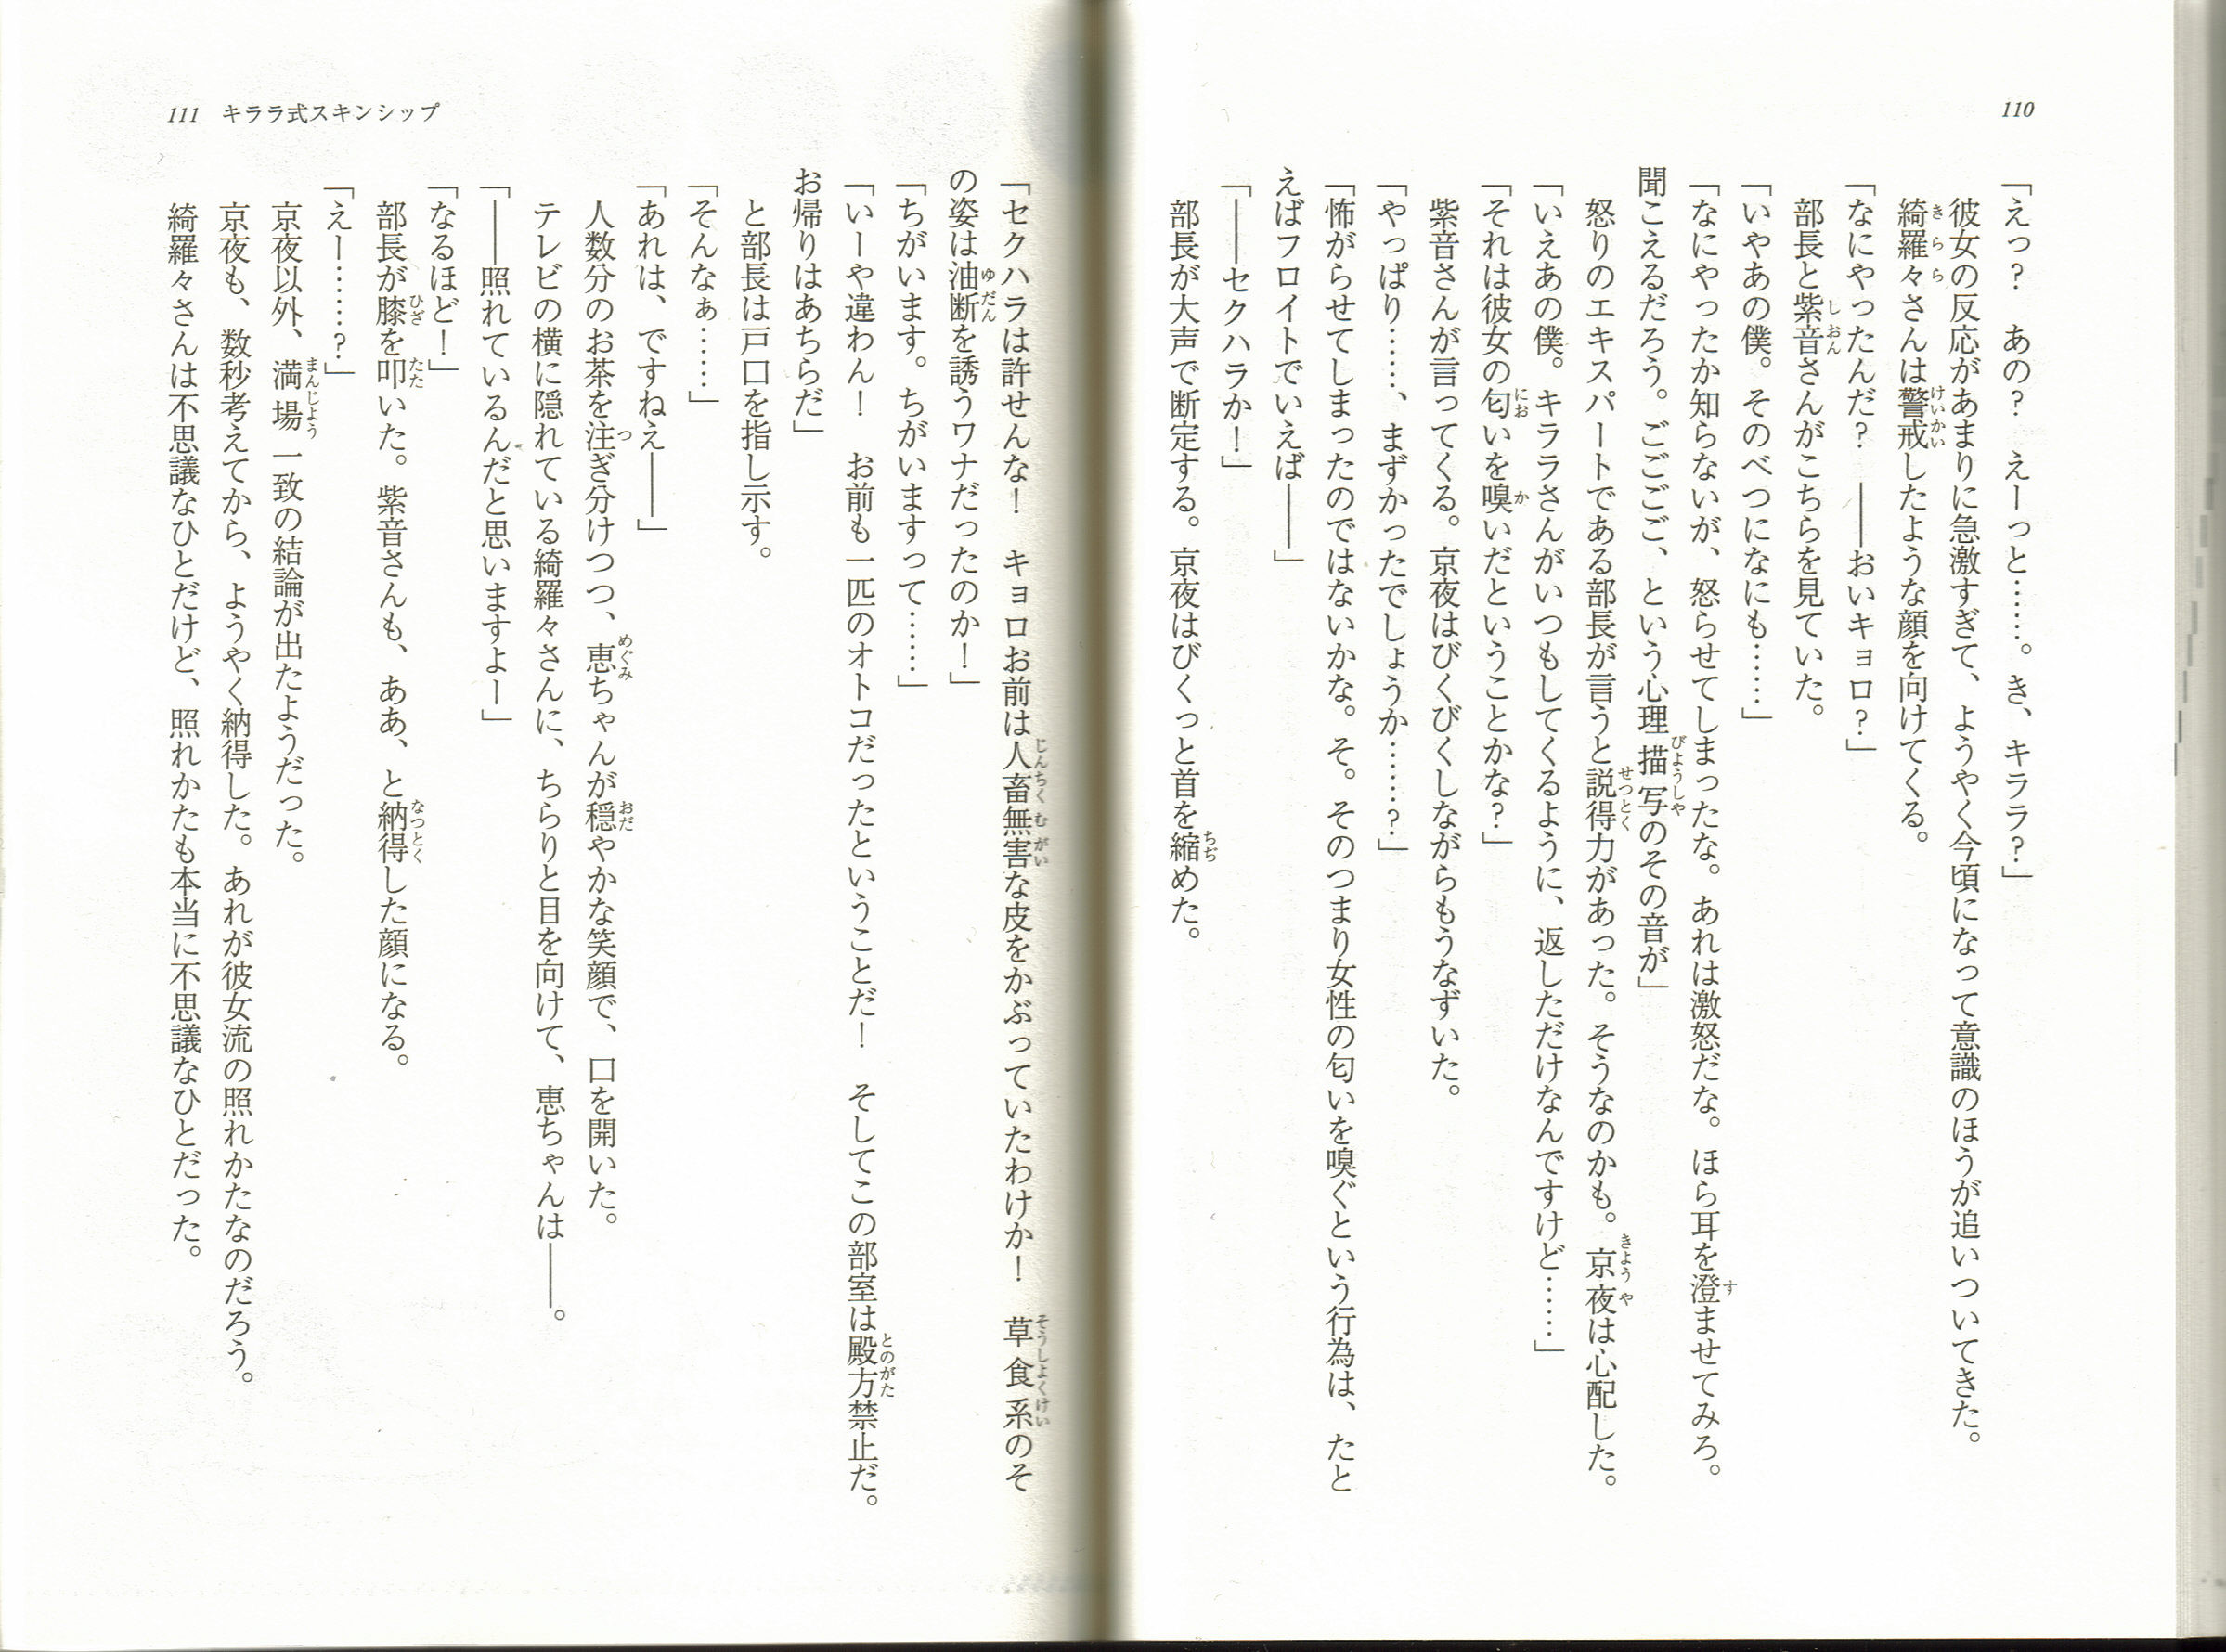 110
「えっ？　あの？　えーっと……。き、キララ？」
彼女の反応があまりに急激すぎて、ようやく今頃になって意識のほうが追いついてきた。
綺羅々さんは警戒したような顔を向けてくる。
「なにやったんだ？　――おいキョロ？」
部長と紫音さんがこちらを見ていた。
「いやあの僕。そのべつになにも……」
「なにやったか知らないが、怒らせてしまったな。あれは激怒だな。ほら耳を澄ませてみろ。
聞こえるだろう。ごごごご、という心理描写のその音が」
怒りのエキスパートである部長が言うと説得力があった。そうなのかも。京夜は心配した。
「いえあの僕。キララさんがいつもしてくるように、返しただけなんですけど……」
「それは彼女の匂いを嗅いだということかな？」
紫音さんが言ってくる。京夜はびくびくしながらもうなずいた。
「やっぱり……、まずかったでしょうか……？」
「怖がらせてしまったのではないかな。そ。そのつまり女性の匂いを嗅ぐという行為は、たと
えばフロイトでいえば――」
「――セクハラか！」
部長が大声で断定する。京夜はびくっと首を縮めた。
111　キララ式スキンシップ
「セクハラは許せんな！　キョロお前は人畜無害な皮をかぶっていたわけか！　草食系のそ
の姿は油断を誘うワナだったのか！」
「ちがいます。ちがいますって……」
「いーや違わん！　お前も一匹のオトコだったということだ！　そしてこの部室は殿方禁止だ。
お帰りはあちらだ」
と部長は戸口を指し示す。
「そんなぁ……」
「あれは、ですねえ――」
人数分のお茶を注ぎ分けつつ、恵ちゃんが穏やかな笑顔で、口を開いた。
テレビの横に隠れている綺羅々さんに、ちらりと目を向けて、恵ちゃんは――。
「――照れているんだと思いますよー」
「なるほど！」
部長が膝を叩いた。紫音さんも、ああ、と納得した顔になる。
「えー……？」
京夜以外、満場一致の結論が出たようだった。
京夜も、数秒考えてから、ようやく納得した。あれが彼女流の照れかたなのだろう。
綺羅々さんは不思議なひとだけど、照れかたも本当に不思議なひとだった。